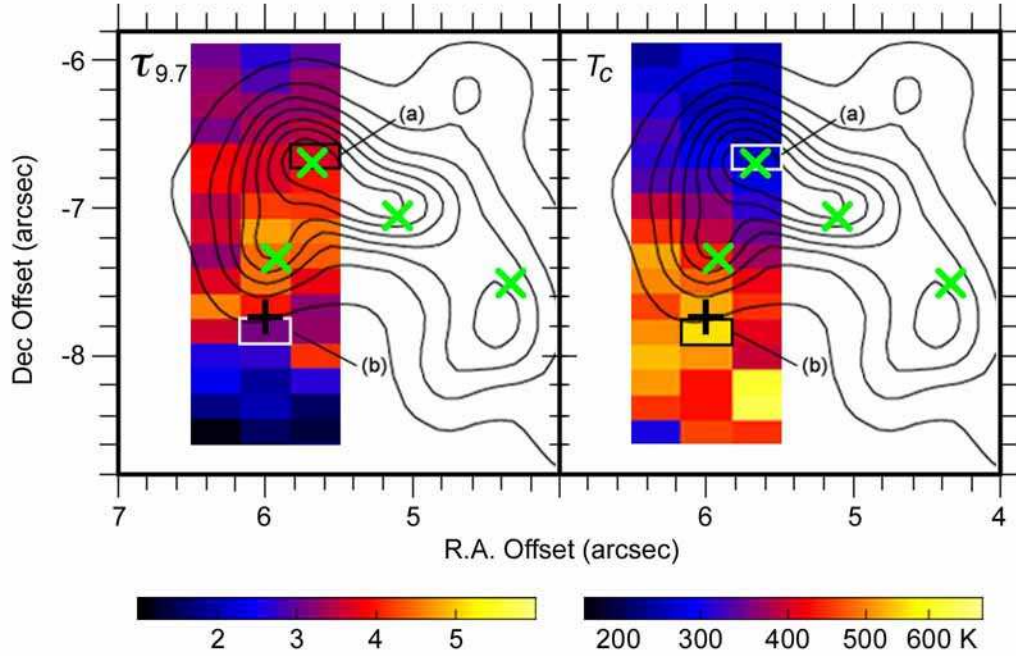 τ9.7
Tc
-6
-7
-8
(a)
(b)
(a)
(b)
Dec Offset (arcsec)
7 6 5 6 5 4
R.A. Offset (arcsec)
2 3 4 5
200 300 400 500 600 K